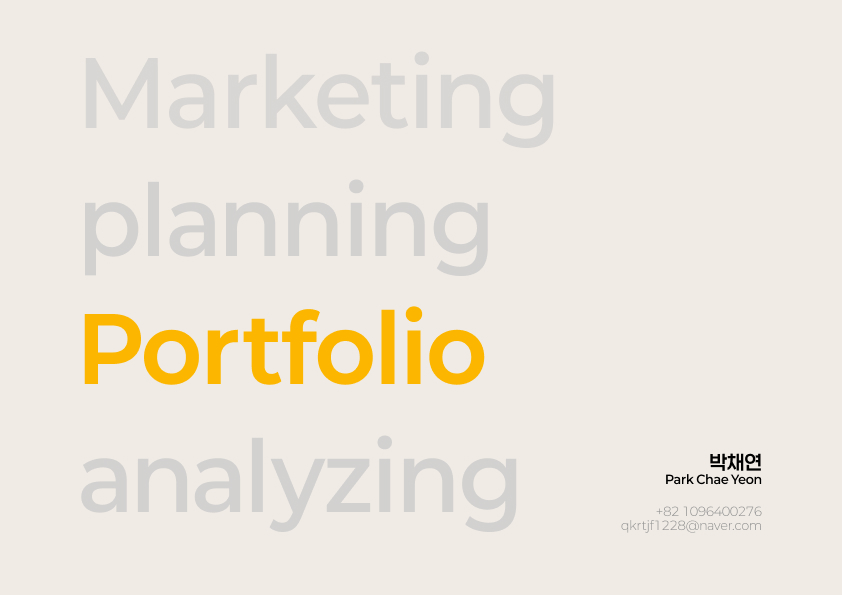 Marketing
planning
Portfolio
analyzing
박채연
Park Chae Yeon
+82 1096400276
qkrtjf1228@naver.com